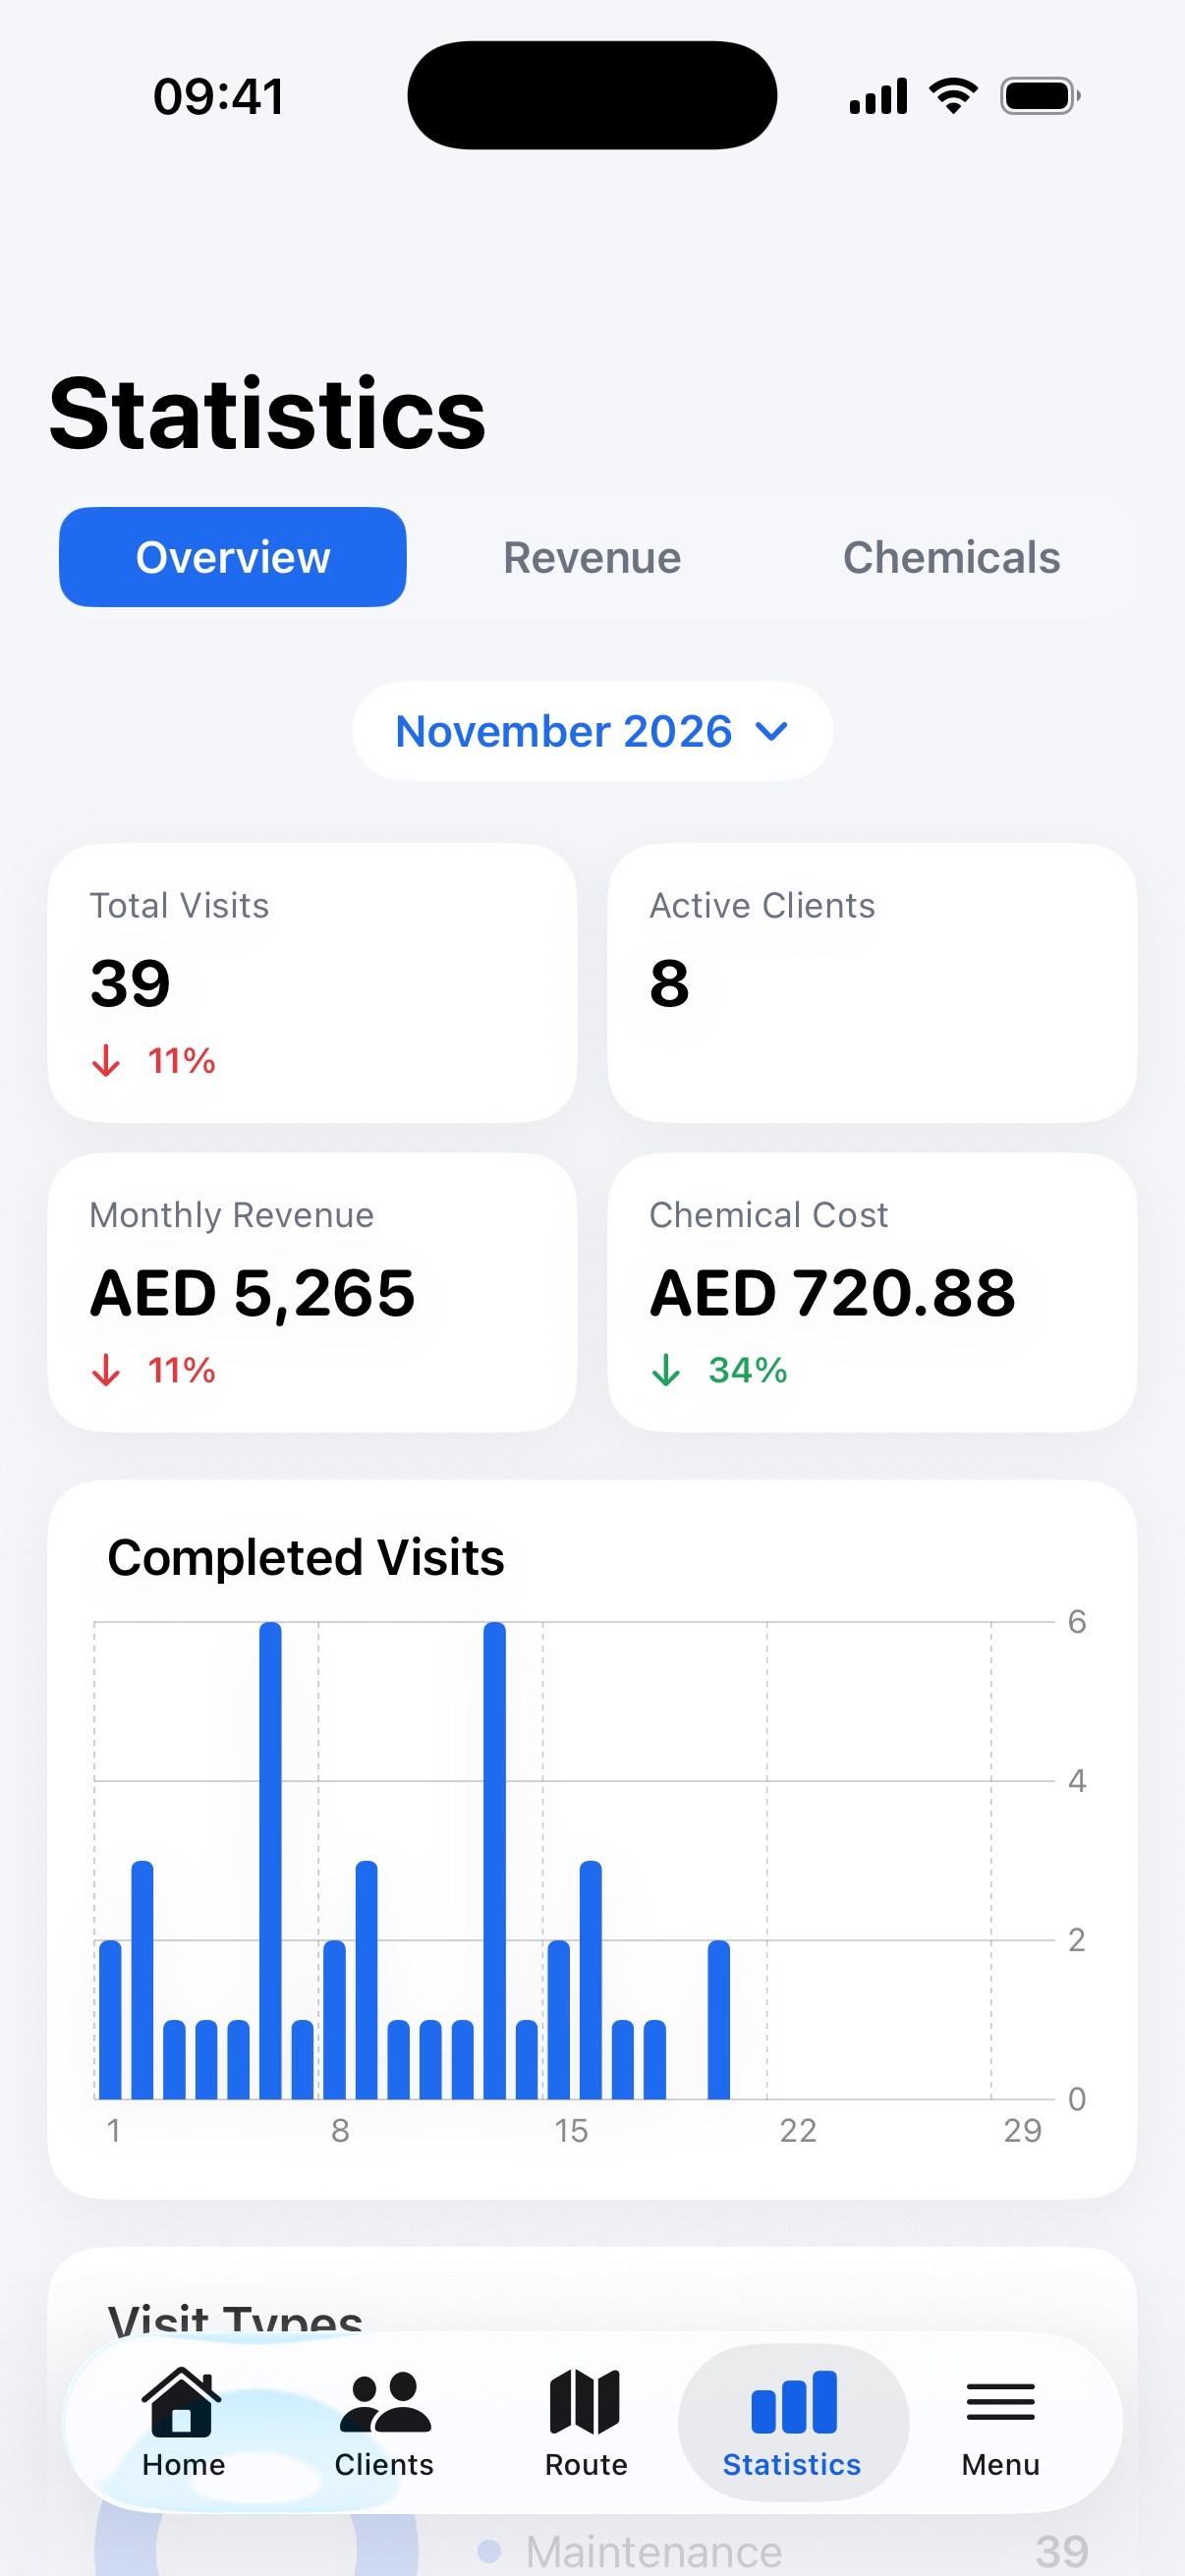 09:41
Statistics
Overview Revenue Chemicals
November 2026
Total Visits
39
↓ 11%
Active Clients
8
Monthly Revenue
AED 5,265
↓ 11%
Chemical Cost
AED 720.88
↓ 34%
Completed Visits
6
4
2
0
1 8 15 22 29
Visit Types
Home Clients Route Statistics Menu
Maintenance 39